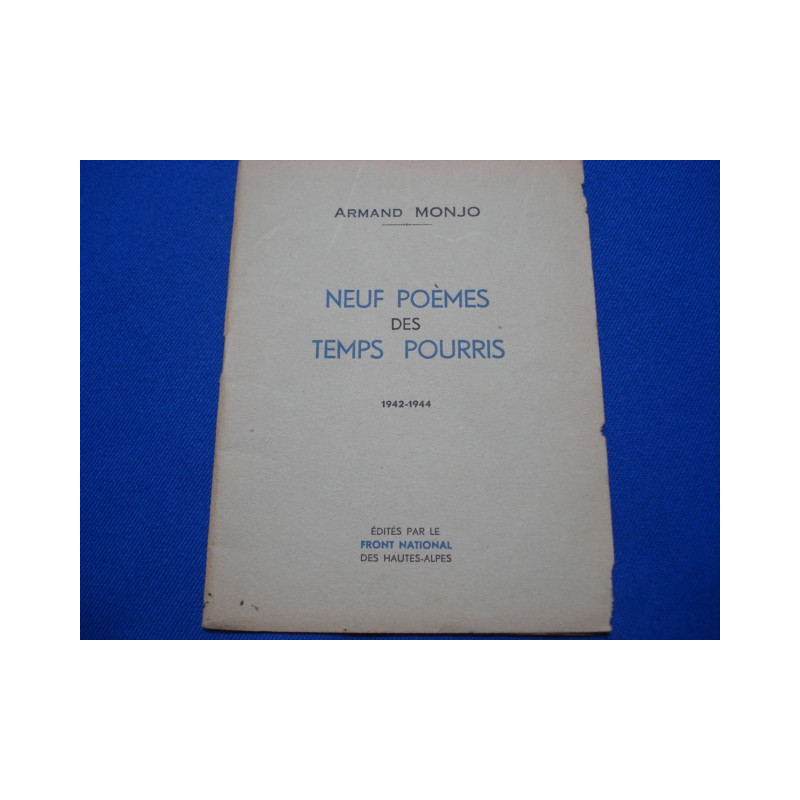 ARMAND MONJO
NEUF POÈMES
DES
TEMPS POURRIS
1942-1944
ÉDITÉS PAR LE
FRONT NATIONAL
DES HAUTES-ALPES